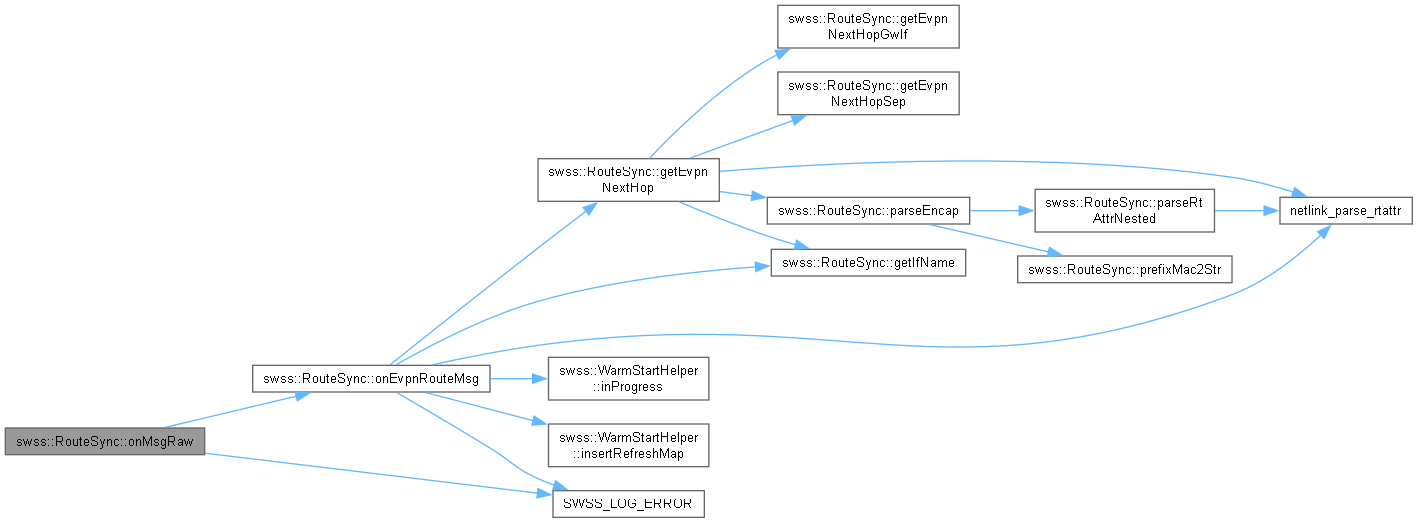 swss::RouteSync::getEvpn
NextHopGwIf
swss::RouteSync::getEvpn
NextHopSep
swss::RouteSync::getEvpn
NextHop
swss::RouteSync::parseEncap
swss::RouteSync::parseRt
AttrNested
netlink_parse_rtattr
swss::RouteSync::getIfName
swss::RouteSync::prefixMac2Str
swss::RouteSync::onEvpnRouteMsg
swss::WarmStartHelper
::inProgress
swss::RouteSync::onMsgRaw
swss::WarmStartHelper
::insertRefreshMap
SWSS_LOG_ERROR